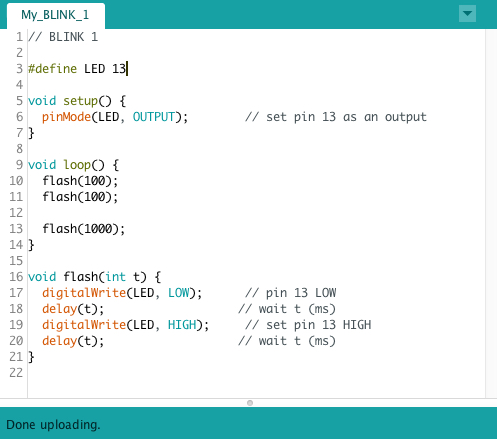 My_BLINK_1
1 // BLINK 1
2
3 #define LED 13
4
5 void setup() {
6   pinMode(LED, OUTPUT);        // set pin 13 as an output
7 }
8
9 void loop() {
10   flash(100);
11   flash(100);
12
13   flash(1000);
14 }
15
16 void flash(int t) {
17   digitalWrite(LED, LOW);      // pin 13 LOW
18   delay(t);                   // wait t (ms)
19   digitalWrite(LED, HIGH);     // set pin 13 HIGH
20   delay(t);                   // wait t (ms)
21 }
22
Done uploading.